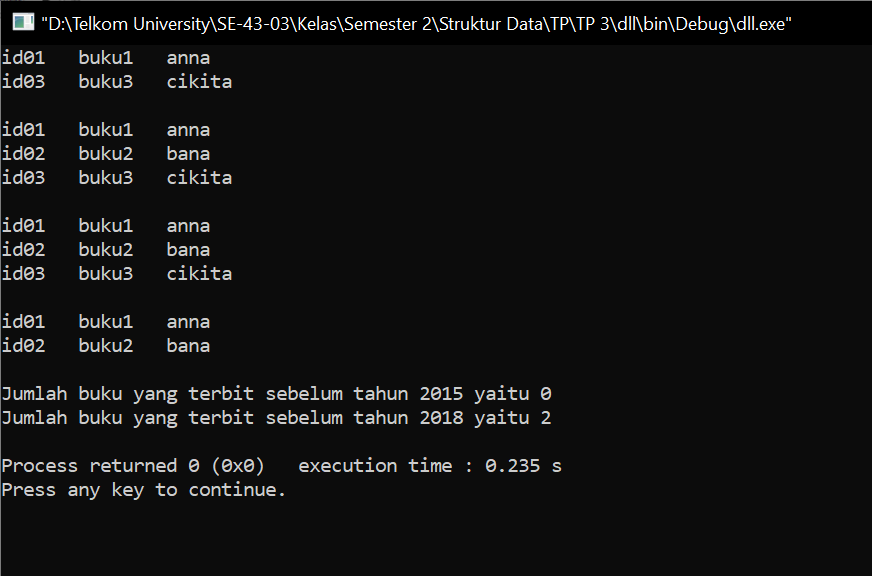 "D:\Telkom University\SE-43-03\Kelas\Semester 2\Struktur Data\TP\TP 3\dll\bin\Debug\dll.exe"
id01   buku1   anna
id03   buku3   cikita
id01   buku1   anna
id02   buku2   bana
id03   buku3   cikita
id01   buku1   anna
id02   buku2   bana
id03   buku3   cikita
id01   buku1   anna
id02   buku2   bana
Jumlah buku yang terbit sebelum tahun 2015 yaitu 0
Jumlah buku yang terbit sebelum tahun 2018 yaitu 2
Process returned 0 (0x0)   execution time : 0.235 s
Press any key to continue.